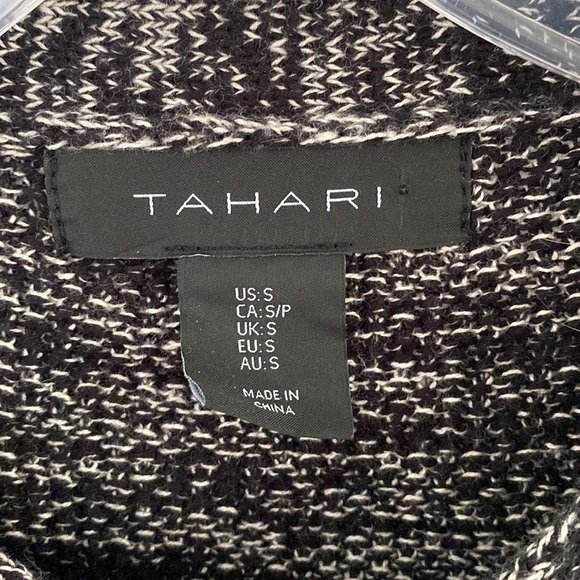 TAHARI
US: S
CA: S/P
UK: S
EU: S
AU: S
MADE IN
CHINA